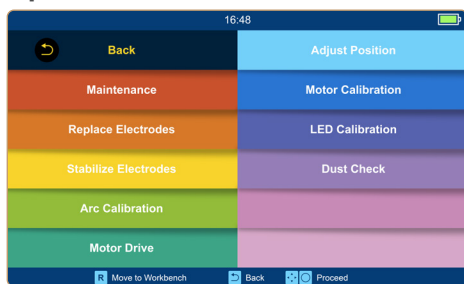 16:48
Back
Adjust Position
Maintenance
Motor Calibration
Replace Electrodes
LED Calibration
Stabilize Electrodes
Dust Check
Arc Calibration
Motor Drive
R Move to Workbench Back Proceed